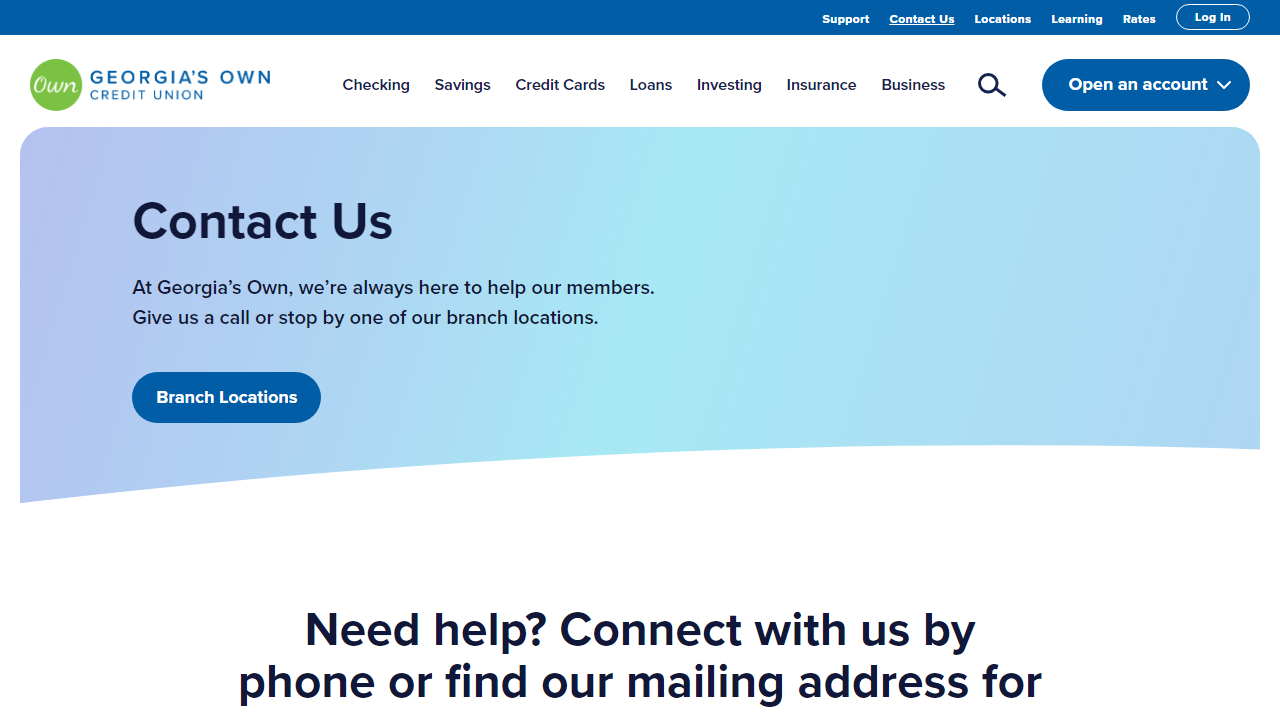 Support Contact Us Locations Learning Rates Log In
Own GEORGIA'S OWN
CREDIT UNION
Checking Savings Credit Cards Loans Investing Insurance Business Open an account
Contact Us
At Georgia’s Own, we’re always here to help our members.
Give us a call or stop by one of our branch locations.
Branch Locations
Need help? Connect with us by
phone or find our mailing address for